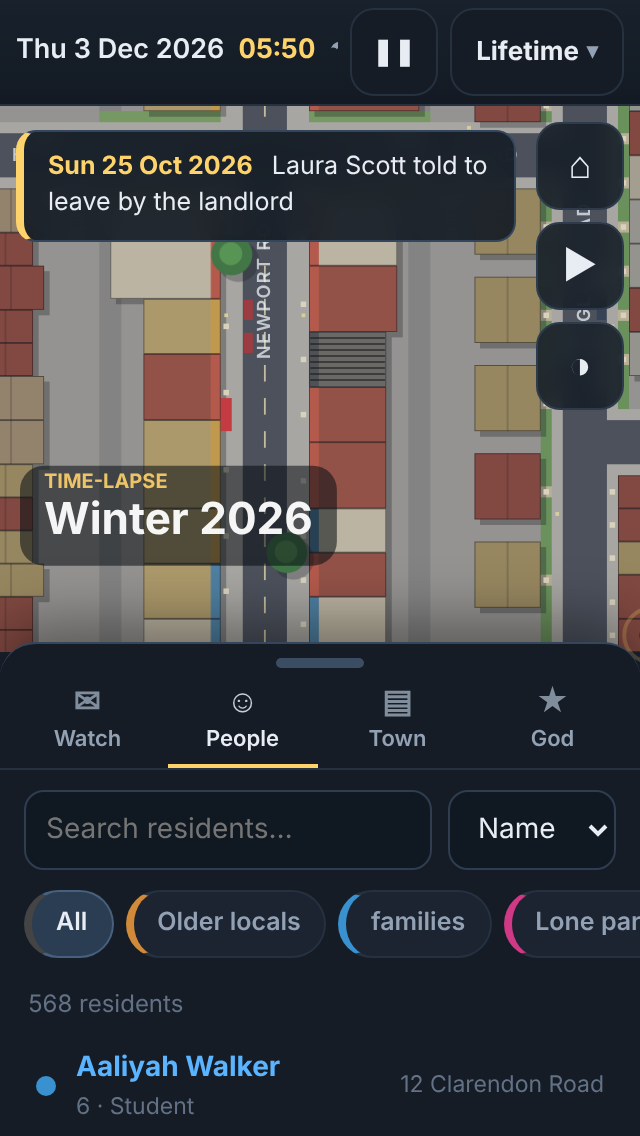 Thu 3 Dec 2026 05:50
Lifetime ▾
Sun 25 Oct 2026 Laura Scott told to
leave by the landlord
NEWPORT R
TIME-LAPSE
Winter 2026
Watch
People
Town
God
Search residents...
Name
All
Older locals
families
Lone par
568 residents
Aaliyah Walker
12 Clarendon Road
6 · Student